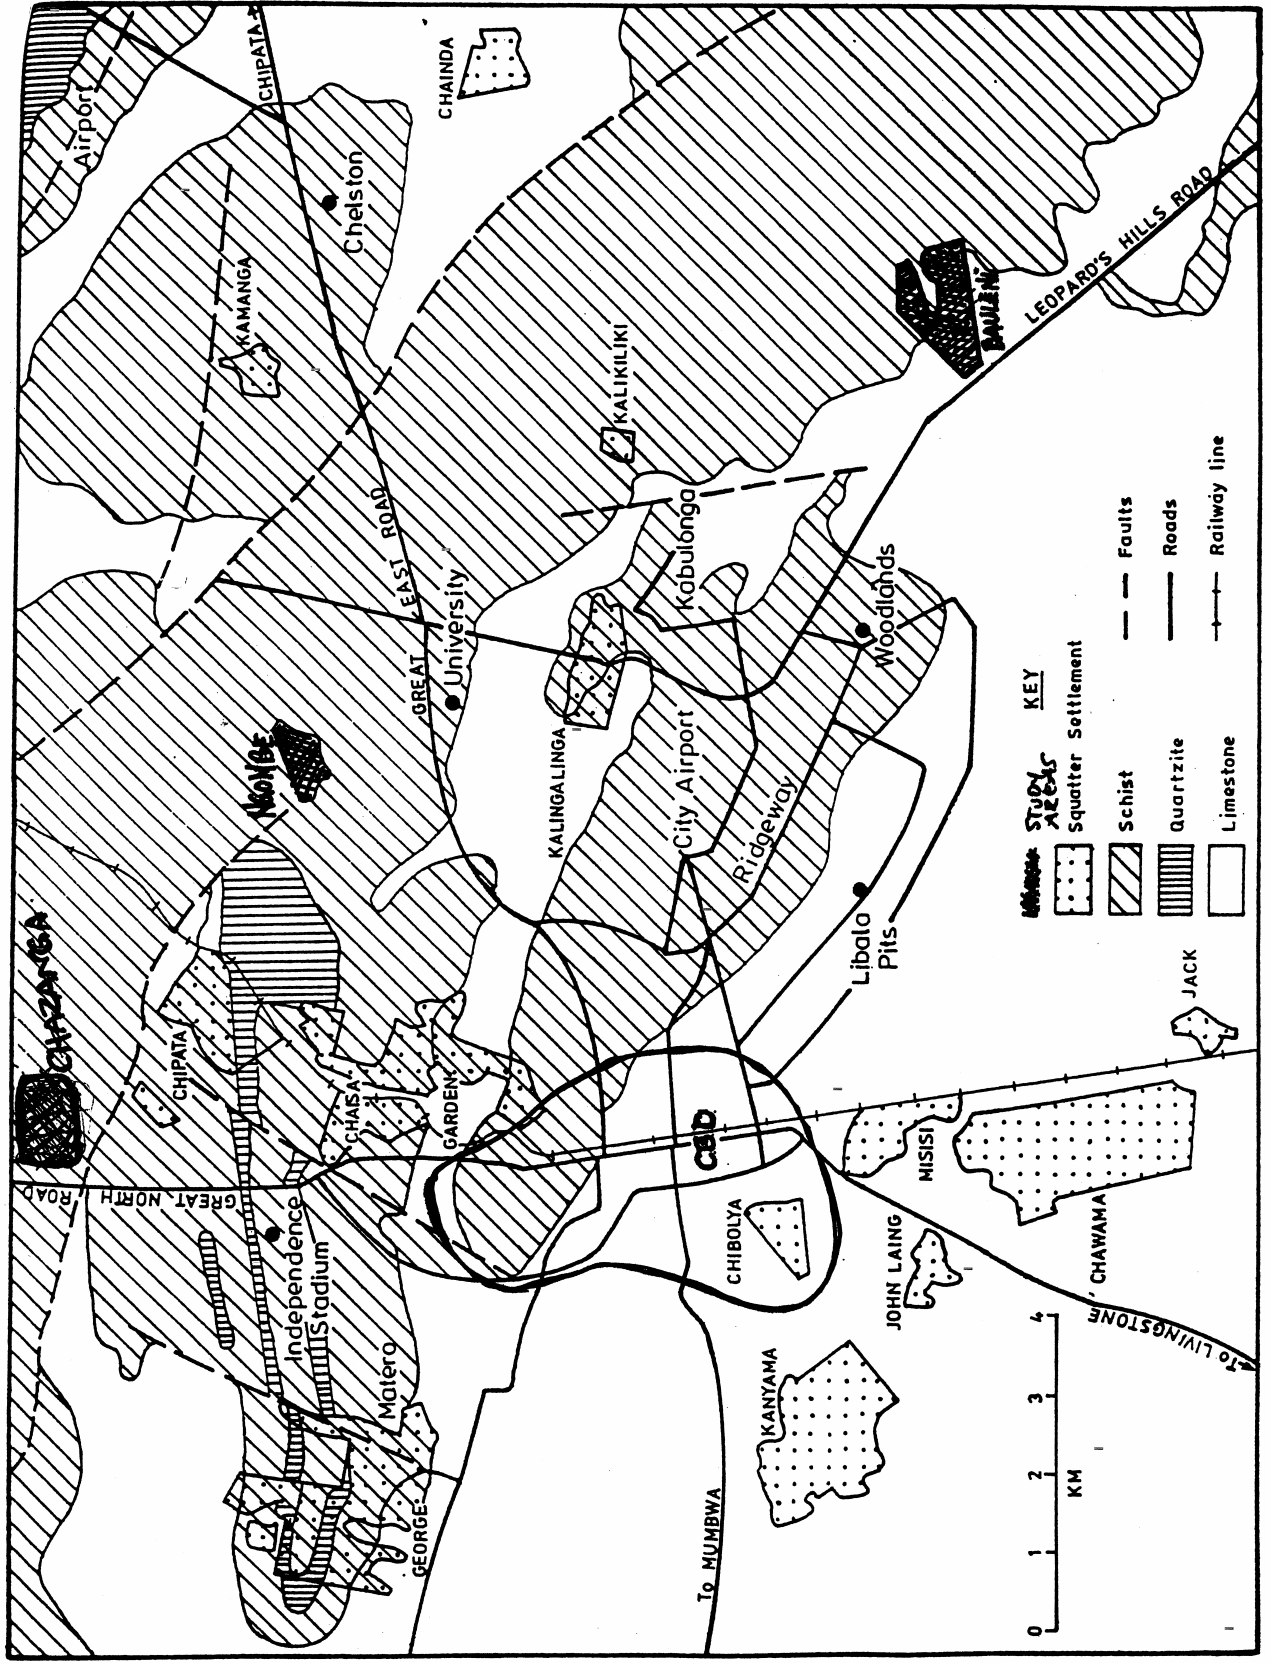 Airport
CHIPATA
CHAINDA
Chelston
KAMANGA
KALIKILIKI
LEOPARD'S HILLS ROAD
BAULENI
GREAT EAST ROAD
University
Kabulonga
Woodlands
NGOMBE
KALINGALINGA
City Airport
Ridgeway
Libala
Pits
CHAZANGA
CHIPATA
CHAISA
GARDEN
GREAT NORTH ROAD
Independence
Stadium
Matero
GEORGE
C.B.D.
CHIBOLYA
MISISI
JACK
JOHN LAING
CHAWAMA
KANYAMA
To MUMBWA
To LIVINGSTONE
KEY
STUDY
AREAS
Squatter Settlement
Schist
Quartzite
Limestone
Faults
Roads
Railway line
0 1 2 3 4
KM